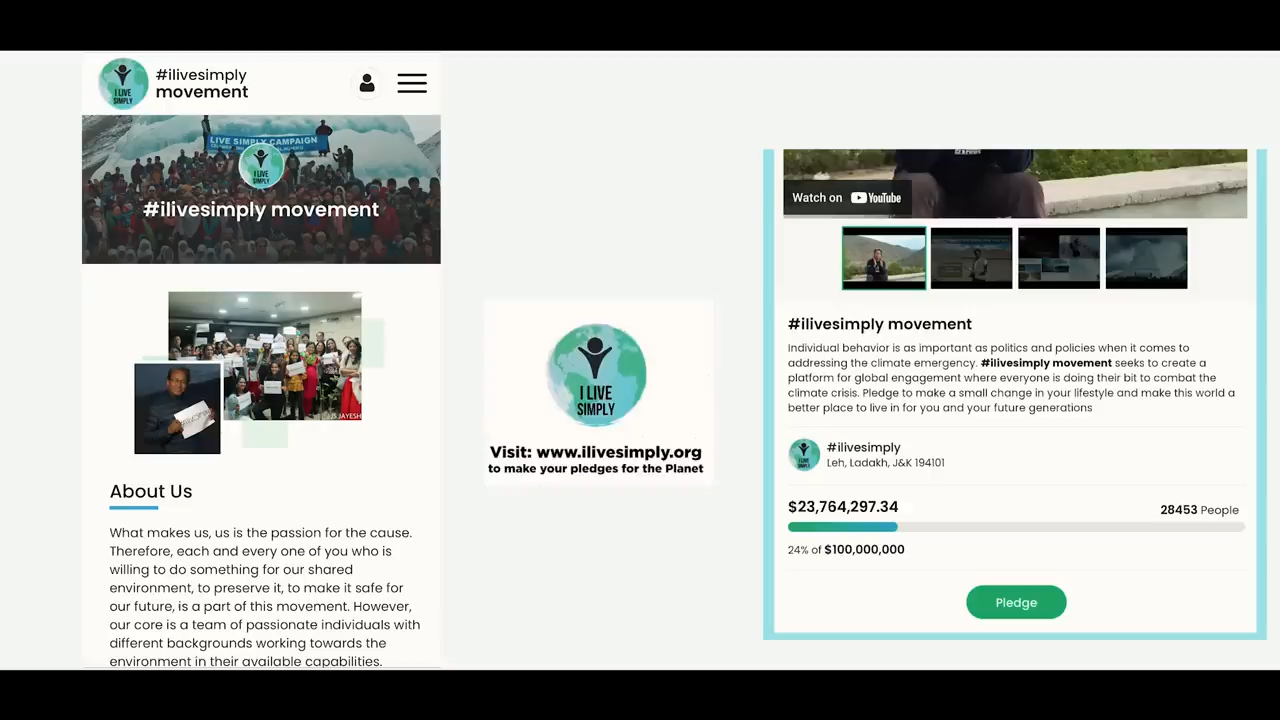 I LIVE
SIMPLY
#ilivesimply
movement
LIVE SIMPLY CAMPAIGN
I LIVE
SIMPLY
#ilivesimply movement
About Us
What makes us, us is the passion for the cause.
Therefore, each and every one of you who is
willing to do something for our shared
environment, to preserve it, to make it safe for
our future, is a part of this movement. However,
our core is a team of passionate individuals with
different backgrounds working towards the
environment in their available capabilities.
I LIVE
SIMPLY
Visit: www.ilivesimply.org
to make your pledges for the Planet
Watch on YouTube
#ilivesimply movement
Individual behavior is as important as politics and policies when it comes to
addressing the climate emergency. #ilivesimply movement seeks to create a
platform for global engagement where everyone is doing their bit to combat the
climate crisis. Pledge to make a small change in your lifestyle and make this world a
better place to live in for you and your future generations
I LIVE
SIMPLY
#ilivesimply
Leh, Ladakh, J&K 194101
$23,764,297.34
28453 People
24% of $100,000,000
Pledge